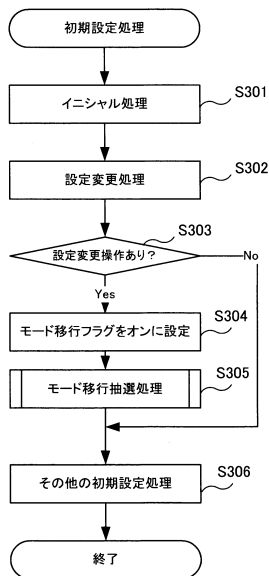 初期設定処理
イニシャル処理
S301
設定変更処理
S302
設定変更操作あり?
S303
No
Yes
モード移行フラグをオンに設定
S304
モード移行抽選処理
S305
その他の初期設定処理
S306
終了